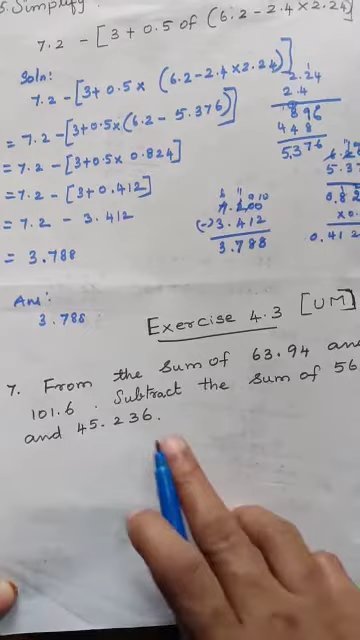 5. Simplify
7.2 - [3 + 0.5 of (6.2 - 2.4 × 2.24]
Soln:
7.2 - [3 + 0.5 × (6.2 - 2.4 × 2.24)]
= 7.2 - [3 + 0.5 × (6.2 - 5.376)]
= 7.2 - [3 + 0.5 × 0.824]
= 7.2 - [3 + 0.412]
= 7.2 - 3.412
= 3.788
2.24
2.4
896
448
5.376
7.200
(-) 3.412
3.788
0.412
Ans:
3.788
Exercise 4.3 [UM]
7. From the sum of 63.94 and
101.6. Subtract the sum of 56
and 45.236.